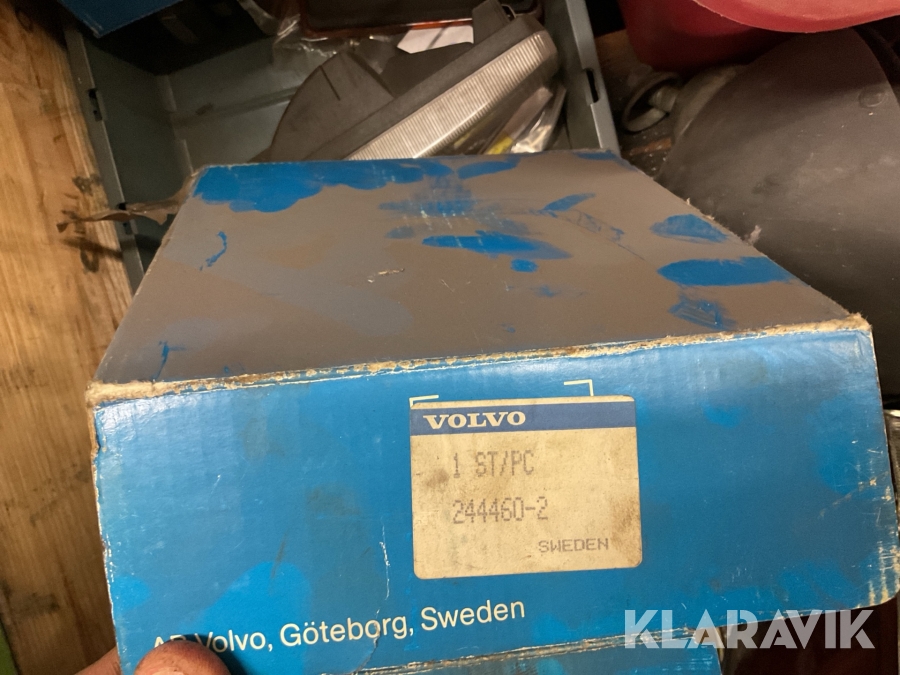 VOLVO
1 ST/PC
244460-2
SWEDEN
AB Volvo, Göteborg, Sweden
KLARAVIK